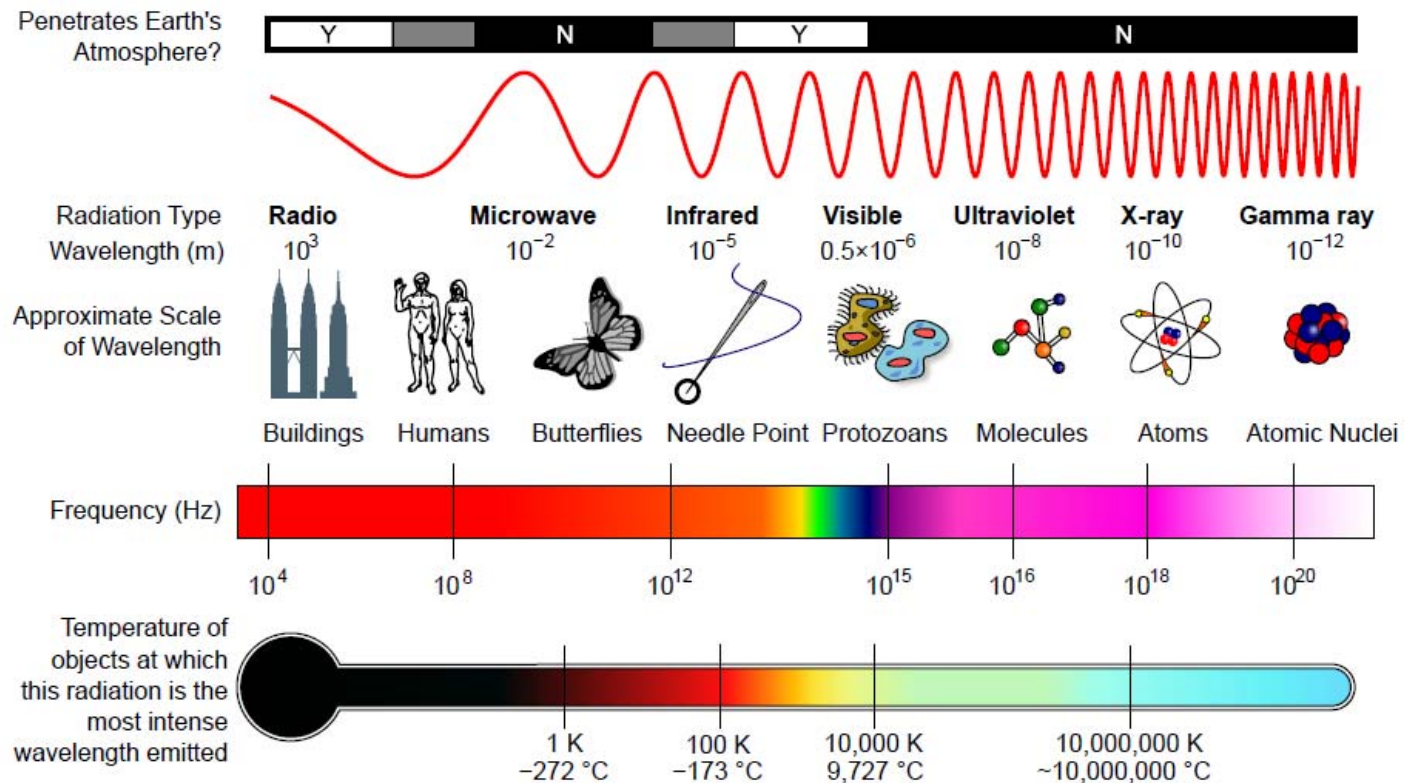 Penetrates Earth's
Atmosphere?
Y N Y N
Radiation Type
Radio Microwave Infrared Visible Ultraviolet X-ray Gamma ray
Wavelength (m)
10³ 10⁻² 10⁻⁵ 0.5×10⁻⁶ 10⁻⁸ 10⁻¹⁰ 10⁻¹²
Approximate Scale
of Wavelength
Buildings Humans Butterflies Needle Point Protozoans Molecules Atoms Atomic Nuclei
Frequency (Hz)
10⁴ 10⁸ 10¹² 10¹⁵ 10¹⁶ 10¹⁸ 10²⁰
Temperature of
objects at which
this radiation is the
most intense
wavelength emitted
1 K 100 K 10,000 K 10,000,000 K
−272 °C −173 °C 9,727 °C ~10,000,000 °C